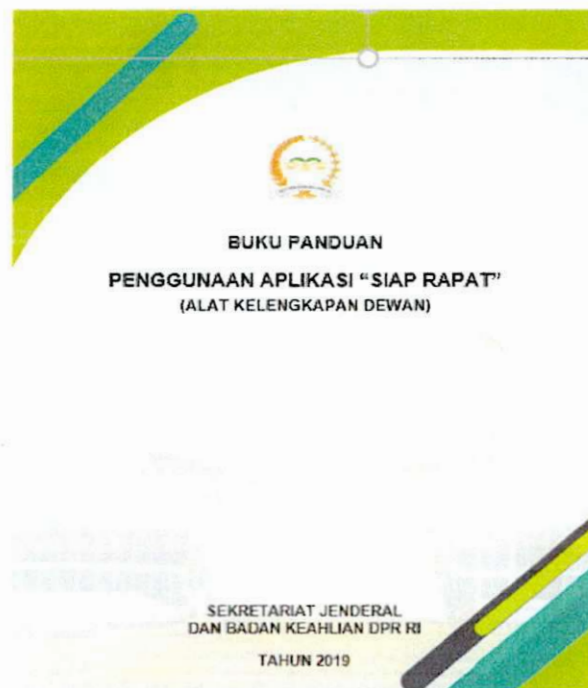 BUKU PANDUAN
PENGGUNAAN APLIKASI “SIAP RAPAT”
(ALAT KELENGKAPAN DEWAN)
SEKRETARIAT JENDERAL
DAN BADAN KEAHLIAN DPR RI
TAHUN 2019